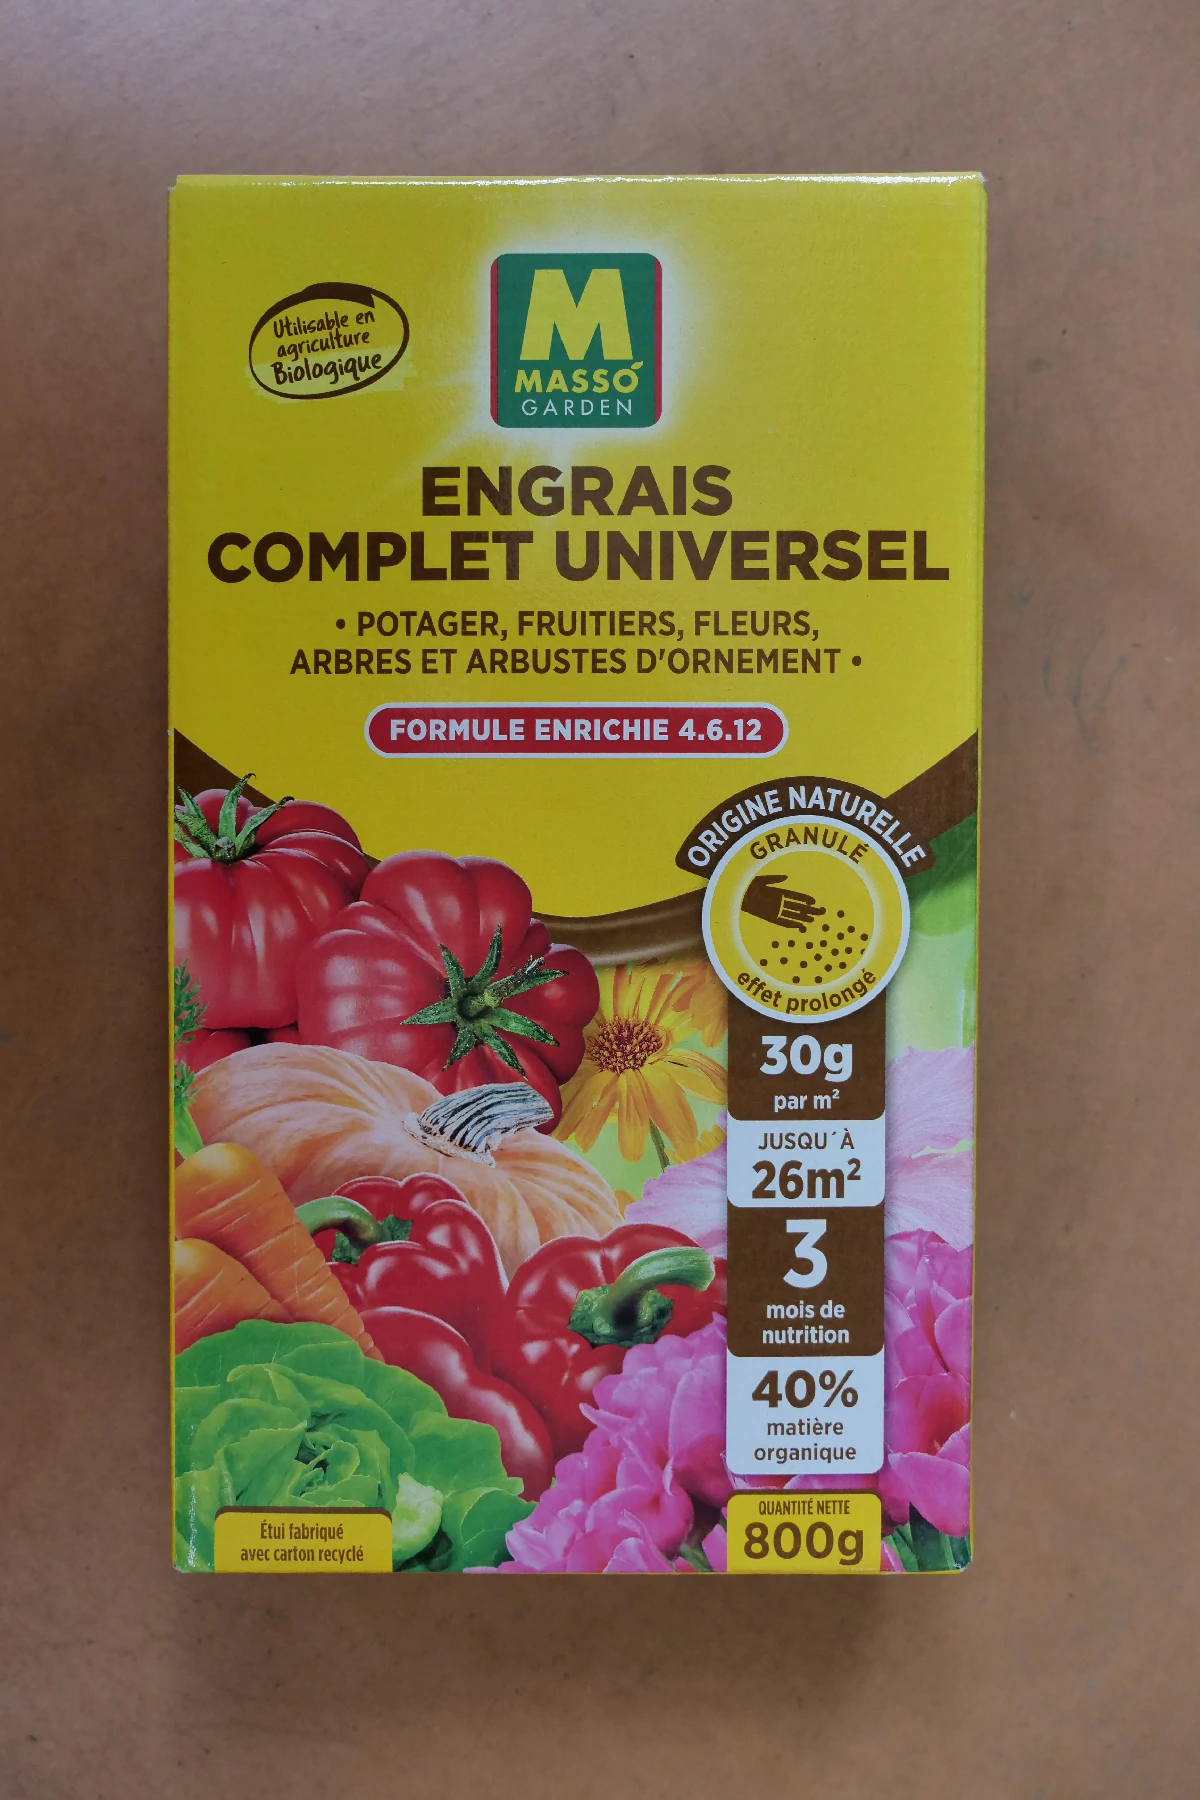 Utilisable en
agriculture
Biologique
M
MASSÓ
GARDEN
ENGRAIS
COMPLET UNIVERSEL
• POTAGER, FRUITIERS, FLEURS,
ARBRES ET ARBUSTES D'ORNEMENT •
FORMULE ENRICHIE 4.6.12
ORIGINE NATURELLE
GRANULÉ
effet prolongé
30g
par m²
JUSQU´À
26m²
3
mois de
nutrition
40%
matière
organique
QUANTITÉ NETTE
800g
Étui fabriqué
avec carton recyclé